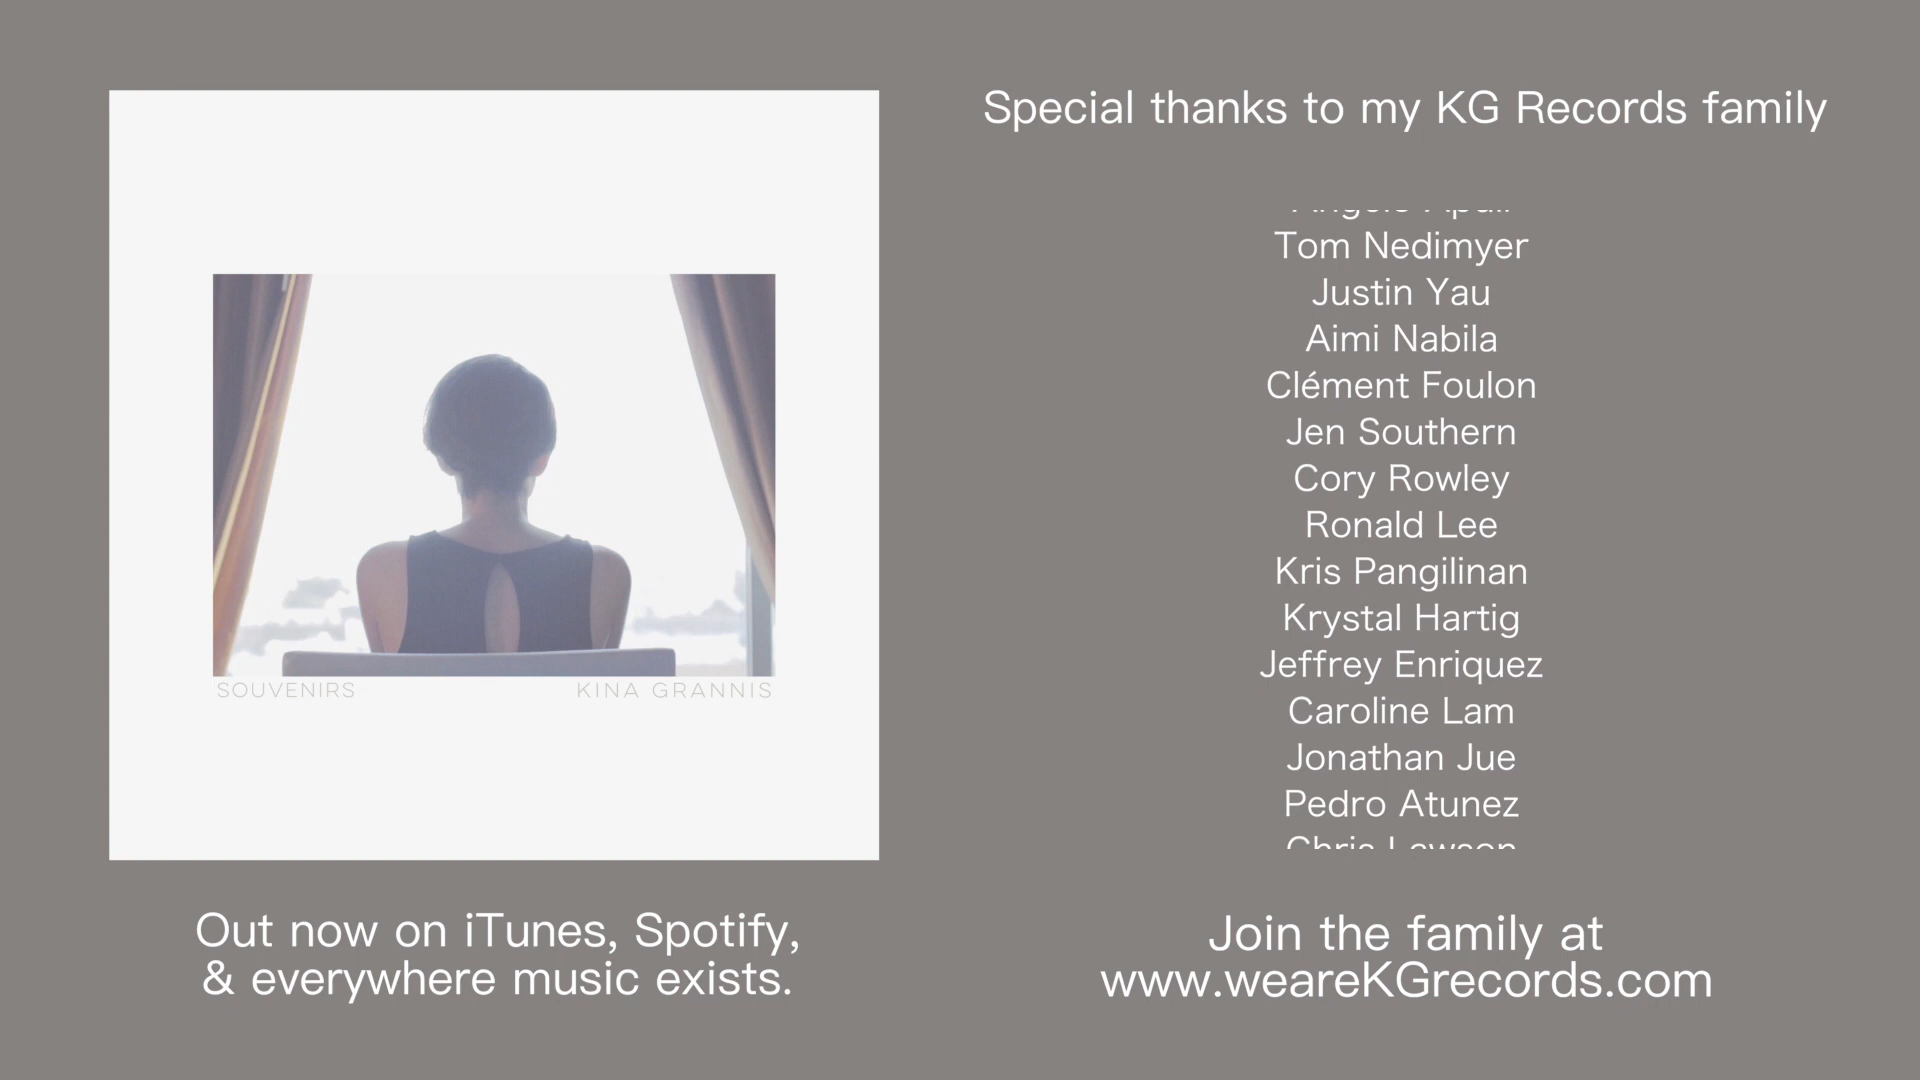 SOUVENIRS
KINA GRANNIS
Out now on iTunes, Spotify,
& everywhere music exists.
Special thanks to my KG Records family
Tom Nedimyer
Justin Yau
Aimi Nabila
Clément Foulon
Jen Southern
Cory Rowley
Ronald Lee
Kris Pangilinan
Krystal Hartig
Jeffrey Enriquez
Caroline Lam
Jonathan Jue
Pedro Atunez
Chris Lawson
Join the family at
www.weareKGrecords.com